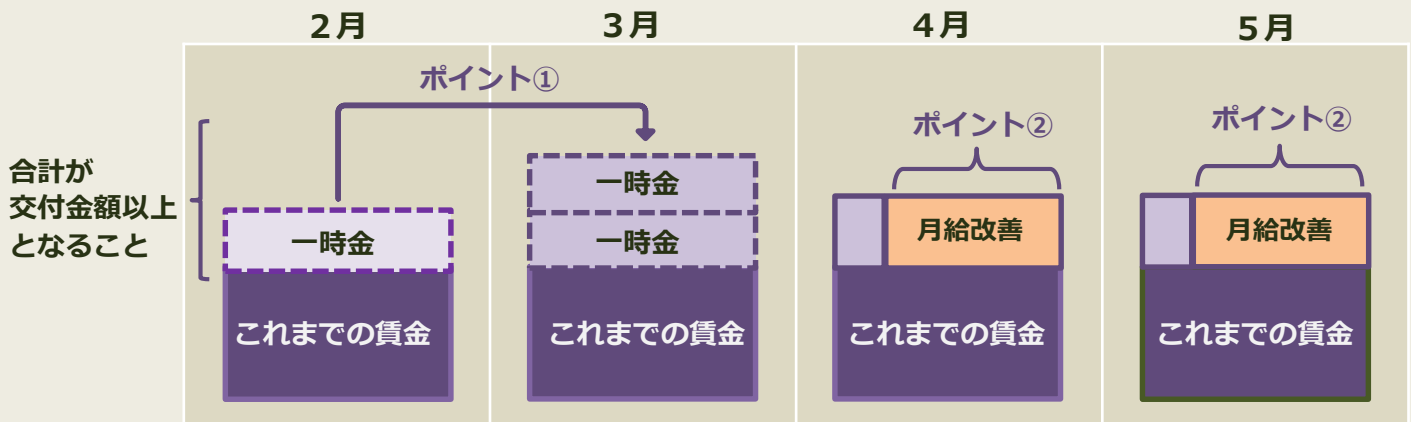 2月
3月
4月
5月
ポイント①
ポイント②
ポイント②
合計が
交付金額以上
となること
一時金
一時金
一時金
月給改善
月給改善
これまでの賃金
これまでの賃金
これまでの賃金
これまでの賃金